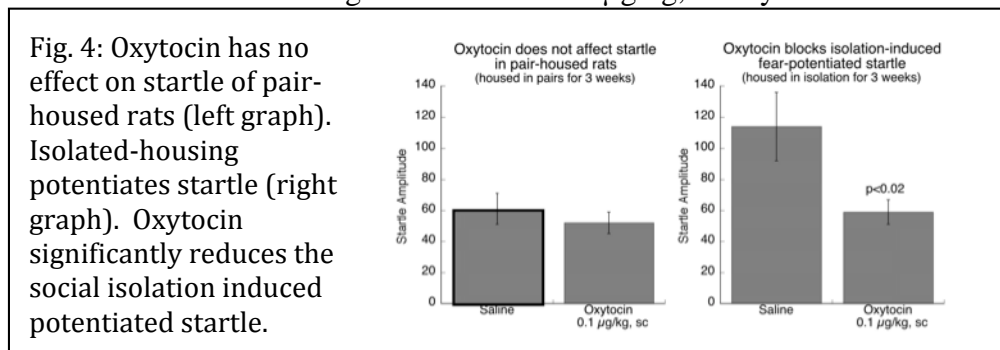 Fig. 4: Oxytocin has no
effect on startle of pair-
housed rats (left graph).
Isolated-housing
potentiates startle (right
graph). Oxytocin
significantly reduces the
social isolation induced
potentiated startle.
Oxytocin does not affect startle
in pair-housed rats
(housed in pairs for 3 weeks)
140
120
100
80
60
40
20
0
Startle Amplitude
Saline
Oxytocin
0.1 µg/kg, sc
Oxytocin blocks isolation-induced
fear-potentiated startle
(housed in isolation for 3 weeks)
140
120
100
80
60
40
20
0
Startle Amplitude
p<0.02
Saline
Oxytocin
0.1 µg/kg, sc